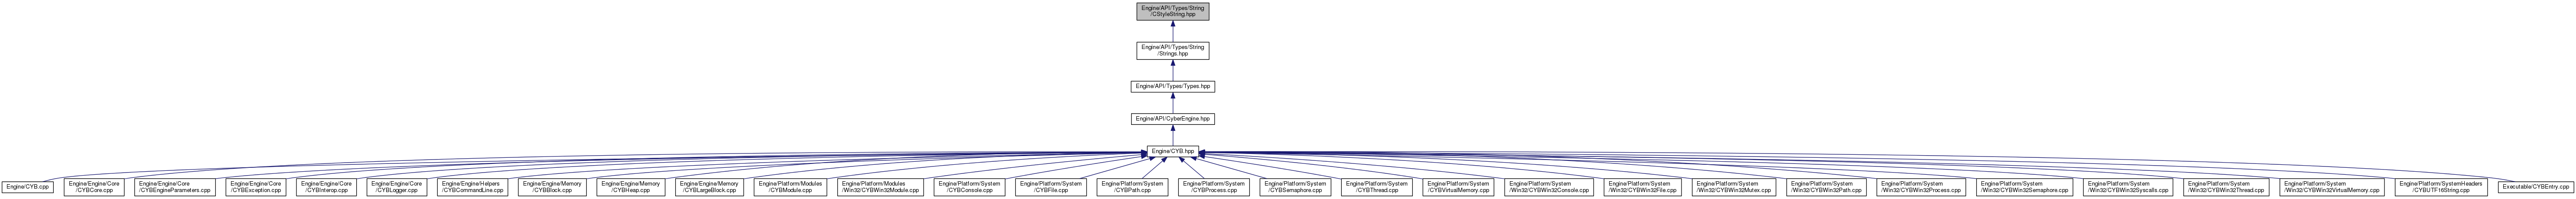 Engine/API/Types/String
/CStyleString.hpp
Engine/API/Types/String
/Strings.hpp
Engine/API/Types/Types.hpp
Engine/API/CyberEngine.hpp
Engine/CYB.hpp
Engine/CYB.cpp
Engine/Engine/Core
/CYBCore.cpp
Engine/Engine/Core
/CYBEngineParameters.cpp
Engine/Engine/Core
/CYBException.cpp
Engine/Engine/Core
/CYBInterop.cpp
Engine/Engine/Core
/CYBLogger.cpp
Engine/Engine/Helpers
/CYBCommandLine.cpp
Engine/Engine/Memory
/CYBBlock.cpp
Engine/Engine/Memory
/CYBHeap.cpp
Engine/Engine/Memory
/CYBLargeBlock.cpp
Engine/Platform/Modules
/CYBModule.cpp
Engine/Platform/Modules
/Win32/CYBWin32Module.cpp
Engine/Platform/System
/CYBConsole.cpp
Engine/Platform/System
/CYBFile.cpp
Engine/Platform/System
/CYBPath.cpp
Engine/Platform/System
/CYBProcess.cpp
Engine/Platform/System
/CYBSemaphore.cpp
Engine/Platform/System
/CYBThread.cpp
Engine/Platform/System
/CYBVirtualMemory.cpp
Engine/Platform/System
/Win32/CYBWin32Console.cpp
Engine/Platform/System
/Win32/CYBWin32File.cpp
Engine/Platform/System
/Win32/CYBWin32Mutex.cpp
Engine/Platform/System
/Win32/CYBWin32Path.cpp
Engine/Platform/System
/Win32/CYBWin32Process.cpp
Engine/Platform/System
/Win32/CYBWin32Semaphore.cpp
Engine/Platform/System
/Win32/CYBWin32Syscalls.cpp
Engine/Platform/System
/Win32/CYBWin32Thread.cpp
Engine/Platform/System
/Win32/CYBWin32VirtualMemory.cpp
Engine/Platform/SystemHeaders
/CYBUTF16String.cpp
Executable/CYBEntry.cpp